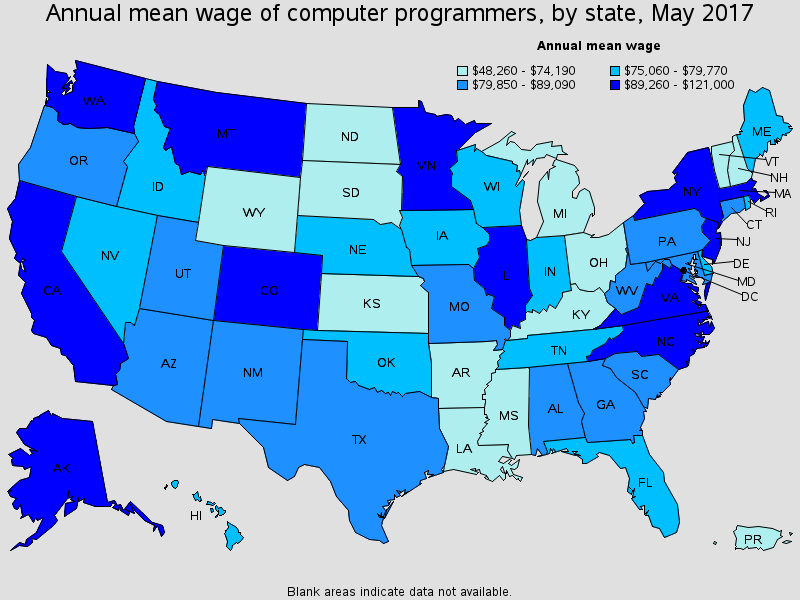 Annual mean wage of computer programmers, by state, May 2017
Annual mean wage
$48,260 - $74,190 $75,060 - $79,770
$79,850 - $89,090 $89,260 - $121,000
WA
MT
ND
MN
ME
OR
ID
SD
WI
MI
VT
NH
NY
MA
RI
CT
WY
IA
PA
NJ
NV
NE
IL
IN
OH
DE
UT
CO
KS
MO
WV
MD
DC
CA
KY
VA
AZ
NM
OK
TN
NC
AR
SC
TX
MS
AL
GA
LA
AK
FL
HI
PR
Blank areas indicate data not available.